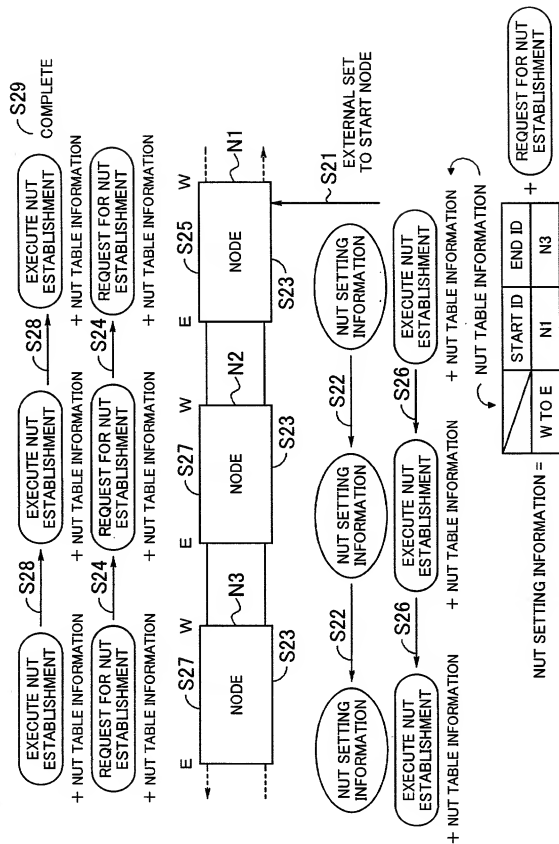 S29
COMPLETE
EXECUTE NUT
ESTABLISHMENT
S28
EXECUTE NUT
ESTABLISHMENT
S28
EXECUTE NUT
ESTABLISHMENT
+ NUT TABLE INFORMATION
+ NUT TABLE INFORMATION
+ NUT TABLE INFORMATION
REQUEST FOR NUT
ESTABLISHMENT
S24
REQUEST FOR NUT
ESTABLISHMENT
S24
REQUEST FOR NUT
ESTABLISHMENT
+ NUT TABLE INFORMATION
+ NUT TABLE INFORMATION
+ NUT TABLE INFORMATION
E S27 W
E S27 W
E S25 W
N3
N2
N1
NODE
NODE
NODE
S23
S23
S23
S21
EXTERNAL SET
TO START NODE
NUT SETTING
INFORMATION
S22
NUT SETTING
INFORMATION
S22
NUT SETTING
INFORMATION
EXECUTE NUT
ESTABLISHMENT
S26
EXECUTE NUT
ESTABLISHMENT
S26
EXECUTE NUT
ESTABLISHMENT
+ NUT TABLE INFORMATION
+ NUT TABLE INFORMATION
+ NUT TABLE INFORMATION
NUT TABLE INFORMATION
START ID END ID
W TO E N1 N3
+
REQUEST FOR NUT
ESTABLISHMENT
NUT SETTING INFORMATION =